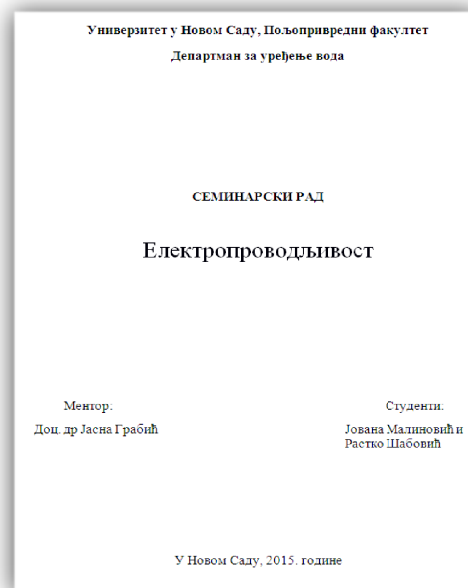 Универзитет у Новом Саду, Пољопривредни факултет
Департман за уређење вода
СЕМИНАРСКИ РАД
Електропроводљивост
Ментор:
Доц. др Јасна Грабић
Студенти:
Јована Малиновић и
Растко Шабовић
У Новом Саду, 2015. године